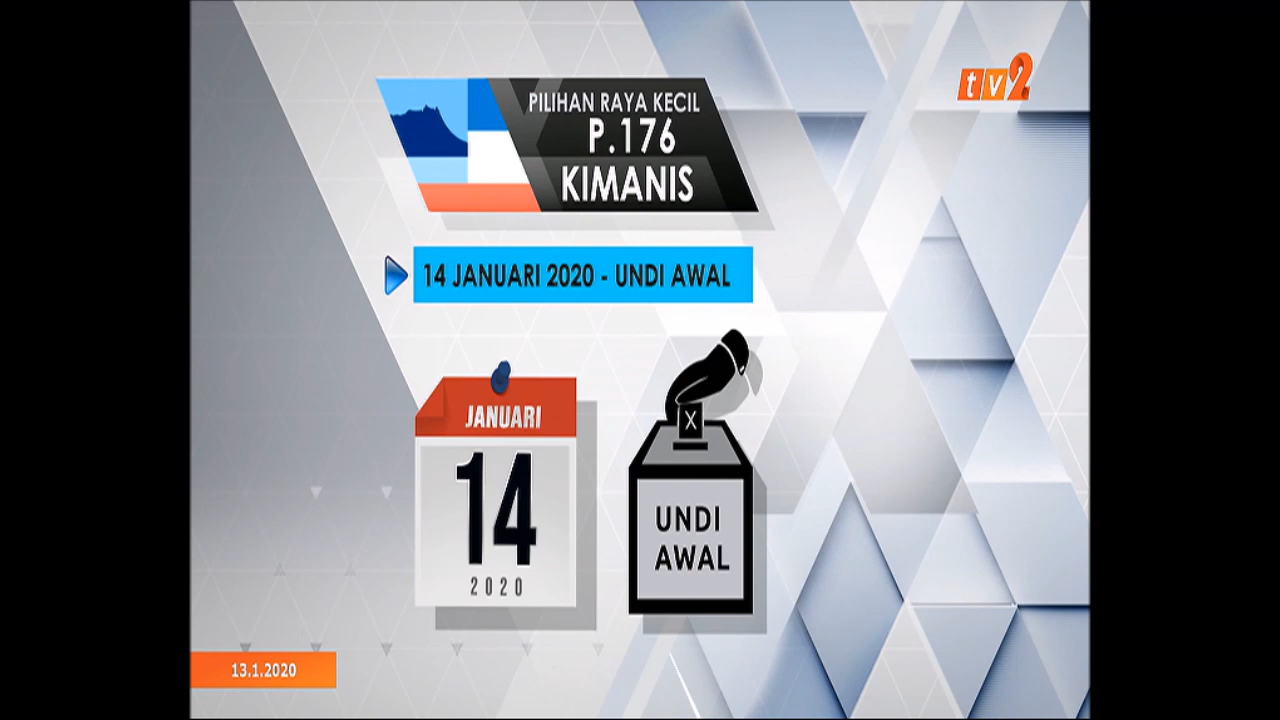 tv2
PILIHAN RAYA KECIL
P.176
KIMANIS
14 JANUARI 2020 - UNDI AWAL
JANUARI
14
2020
X
UNDI
AWAL
13.1.2020